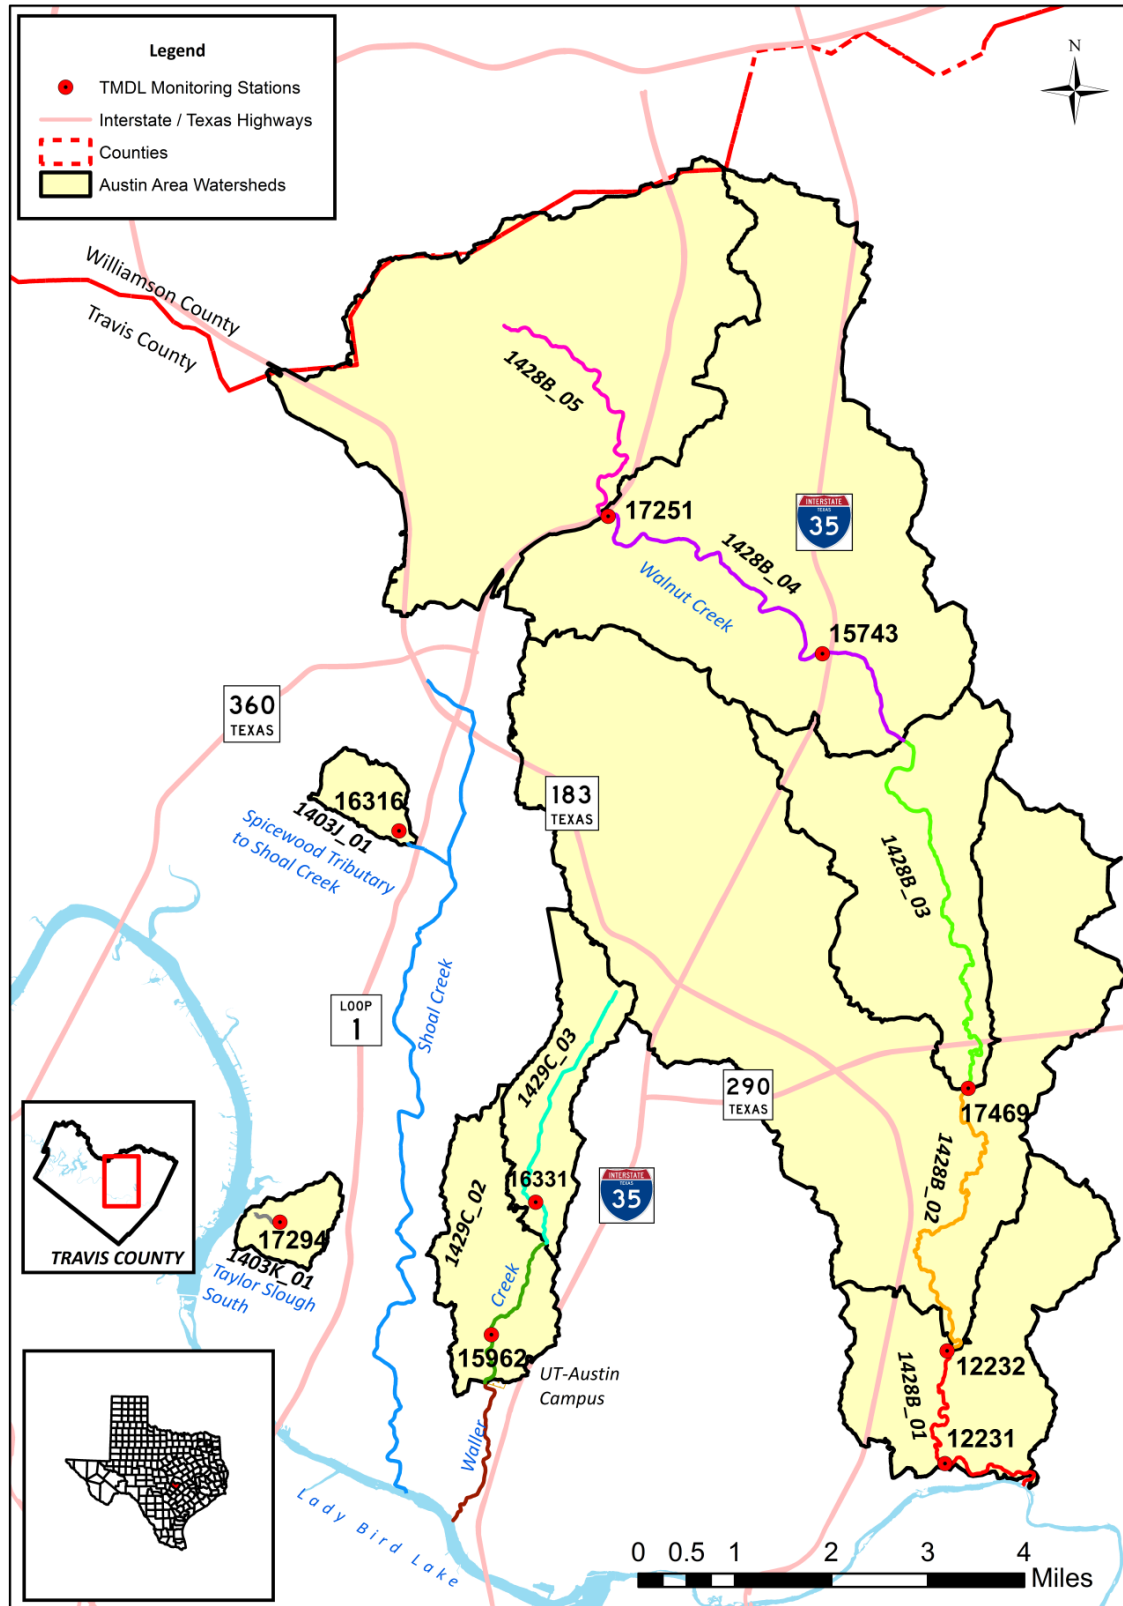 Legend
TMDL Monitoring Stations
Interstate / Texas Highways
Counties
Austin Area Watersheds
N
Williamson County
Travis County
1428B_05
17251
INTERSTATE
TEXAS
35
1428B_04
Walnut Creek
15743
360
TEXAS
183
TEXAS
16316
1403J_01
Spicewood Tributary
to Shoal Creek
1428B_03
Shoal Creek
LOOP
1
1429C_03
290
TEXAS
17469
1428B_02
16331
INTERSTATE
TEXAS
35
1429C_02
TRAVIS COUNTY
17294
1403K_01
Taylor Slough
South
Creek
15962
UT-Austin
Campus
12232
1428B_01
12231
Waller
Lady Bird Lake
0 0.5 1 2 3 4
Miles